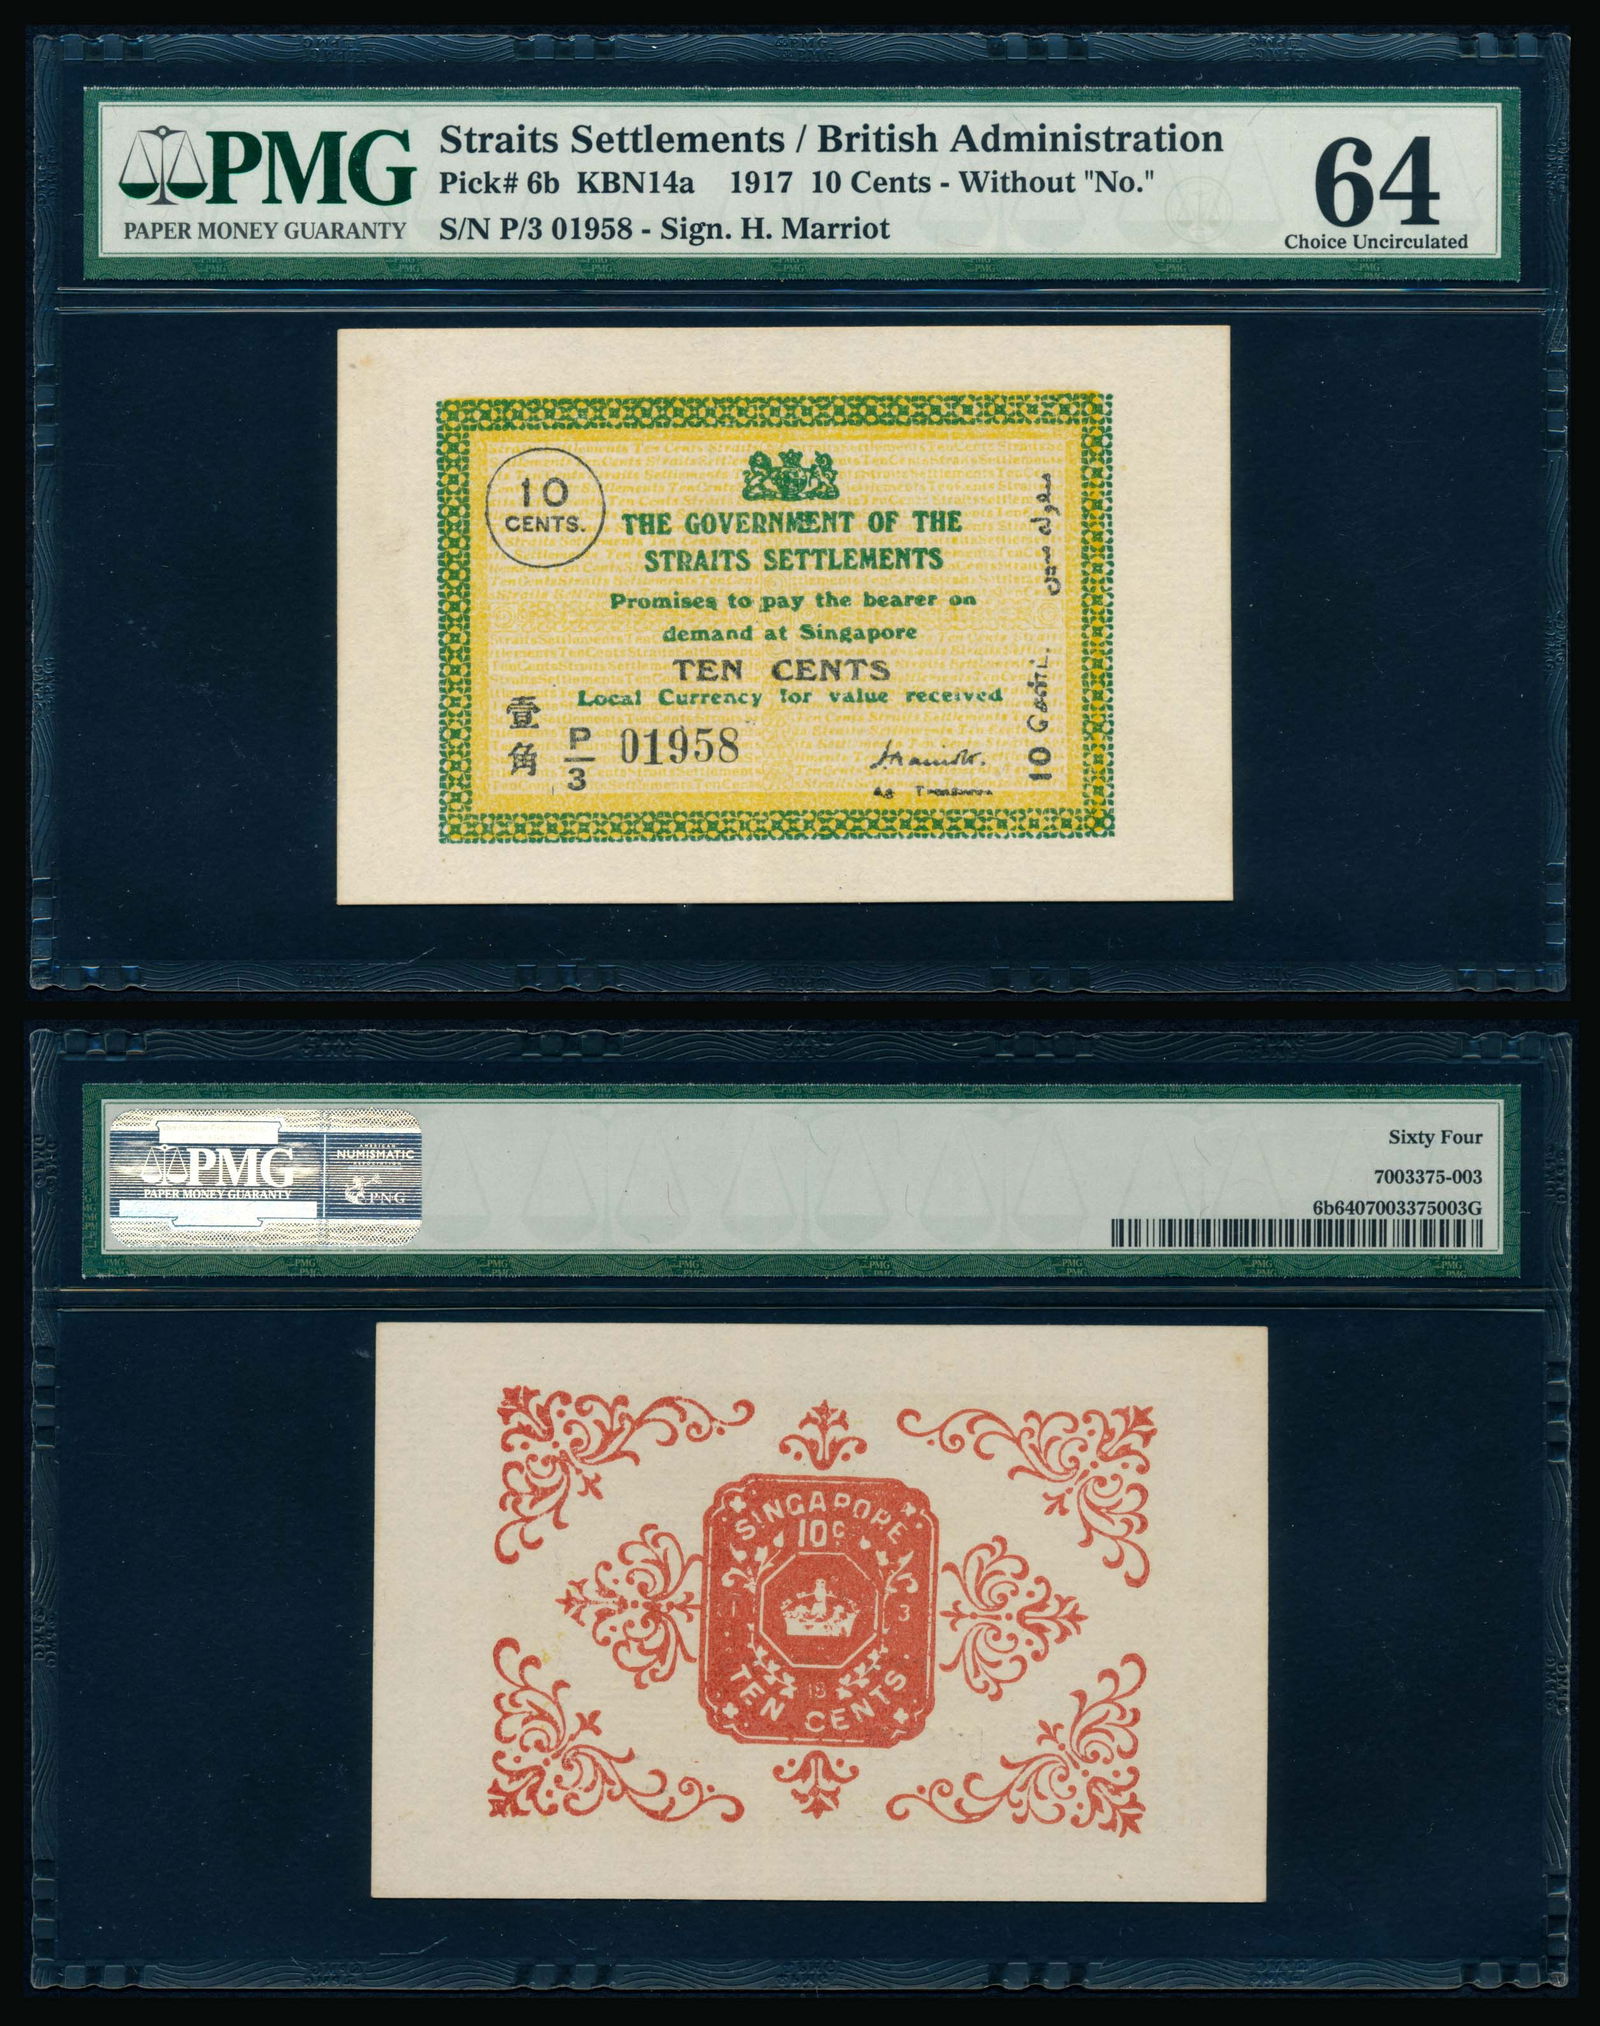 PMG
PAPER MONEY GUARANTY
Straits Settlements / British Administration
Pick# 6b KBN14a 1917 10 Cents - Without "No."
S/N P/3 01958 - Sign. H. Marriot
64
Choice Uncirculated
10
CENTS.
THE GOVERNMENT OF THE
STRAITS SETTLEMENTS
Promises to pay the bearer on
demand at Singapore
TEN CENTS
Local Currency for value received
壹
角
P/3 01958
10
PMG
PAPER MONEY GUARANTY
NUMISMATIC
PNG
Sixty Four
7003375-003
6b6407003375003G
SINGAPORE
10c
3
18
TEN CENTS.